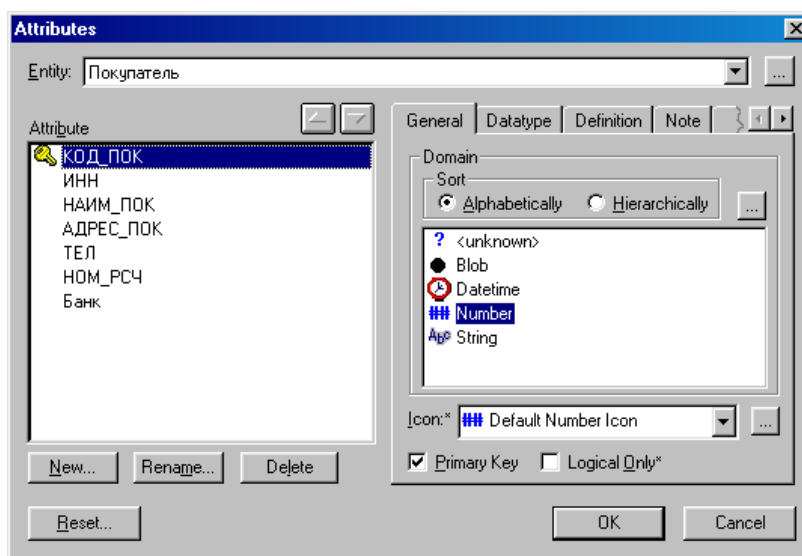 Attributes
Entity: Покупатель ...
Attribute
КОД_ПОК
ИНН
НАИМ_ПОК
АДРЕС_ПОК
ТЕЛ
НОМ_РСЧ
Банк
New... Rename... Delete
Reset...
General Datatype Definition Note
Domain
Sort
Alphabetically Hierarchically ...
? <unknown>
Blob
Datetime
## Number
Abc String
Icon:* ## Default Number Icon ...
Primary Key Logical Only*
OK Cancel